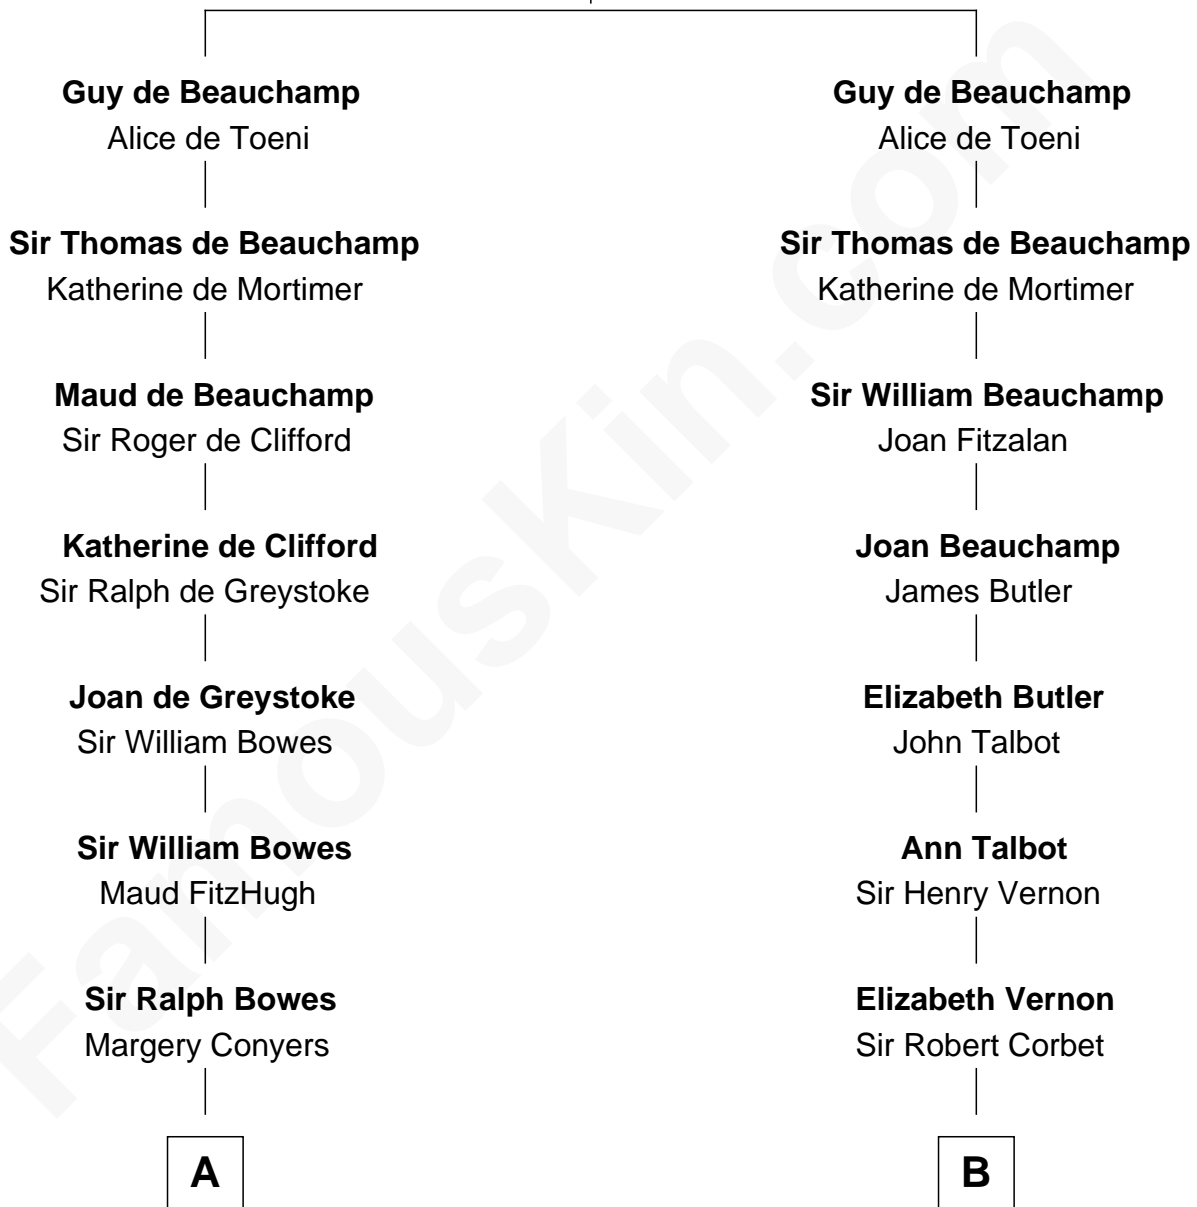 Guy de Beauchamp
Alice de Toeni
Sir Thomas de Beauchamp
Katherine de Mortimer
Maud de Beauchamp
Sir Roger de Clifford
Katherine de Clifford
Sir Ralph de Greystoke
Joan de Greystoke
Sir William Bowes
Sir William Bowes
Maud FitzHugh
Sir Ralph Bowes
Margery Conyers
A
Guy de Beauchamp
Alice de Toeni
Sir Thomas de Beauchamp
Katherine de Mortimer
Sir William Beauchamp
Joan Fitzalan
Joan Beauchamp
James Butler
Elizabeth Butler
John Talbot
Ann Talbot
Sir Henry Vernon
Elizabeth Vernon
Sir Robert Corbet
B
FamousKin.com